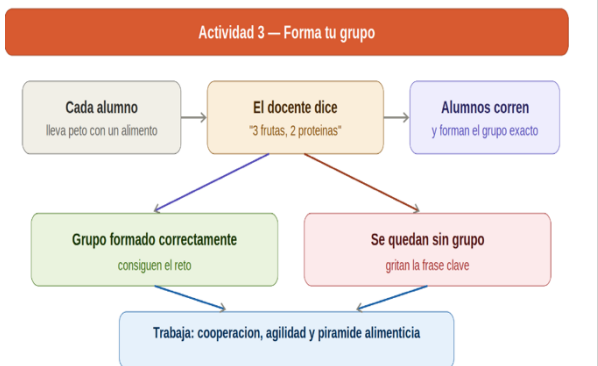 Actividad 3 — Forma tu grupo
Cada alumno
lleva peto con un alimento
El docente dice
"3 frutas, 2 proteinas"
Alumnos corren
y forman el grupo exacto
Grupo formado correctamente
consiguen el reto
Se quedan sin grupo
gritan la frase clave
Trabaja: cooperacion, agilidad y piramide alimenticia